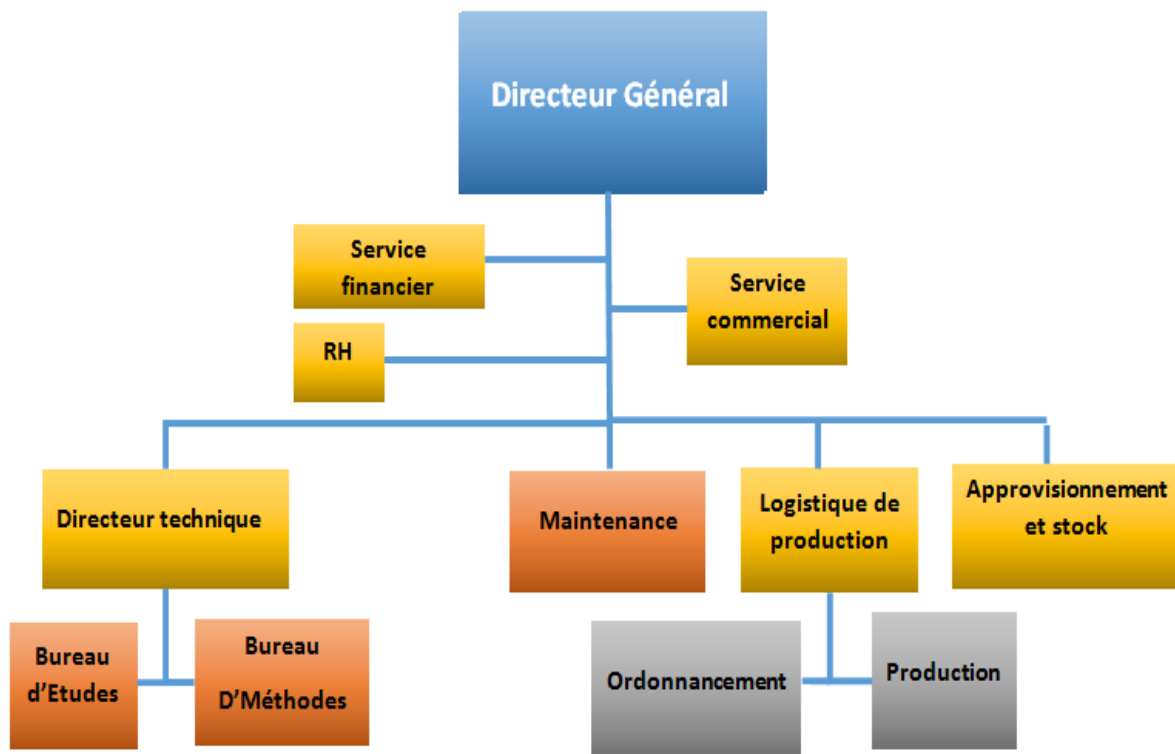 Directeur Général
Service
financier
Service
commercial
RH
Directeur technique
Maintenance
Logistique de
production
Approvisionnement
et stock
Bureau
d’Etudes
Bureau
D’Méthodes
Ordonnancement
Production